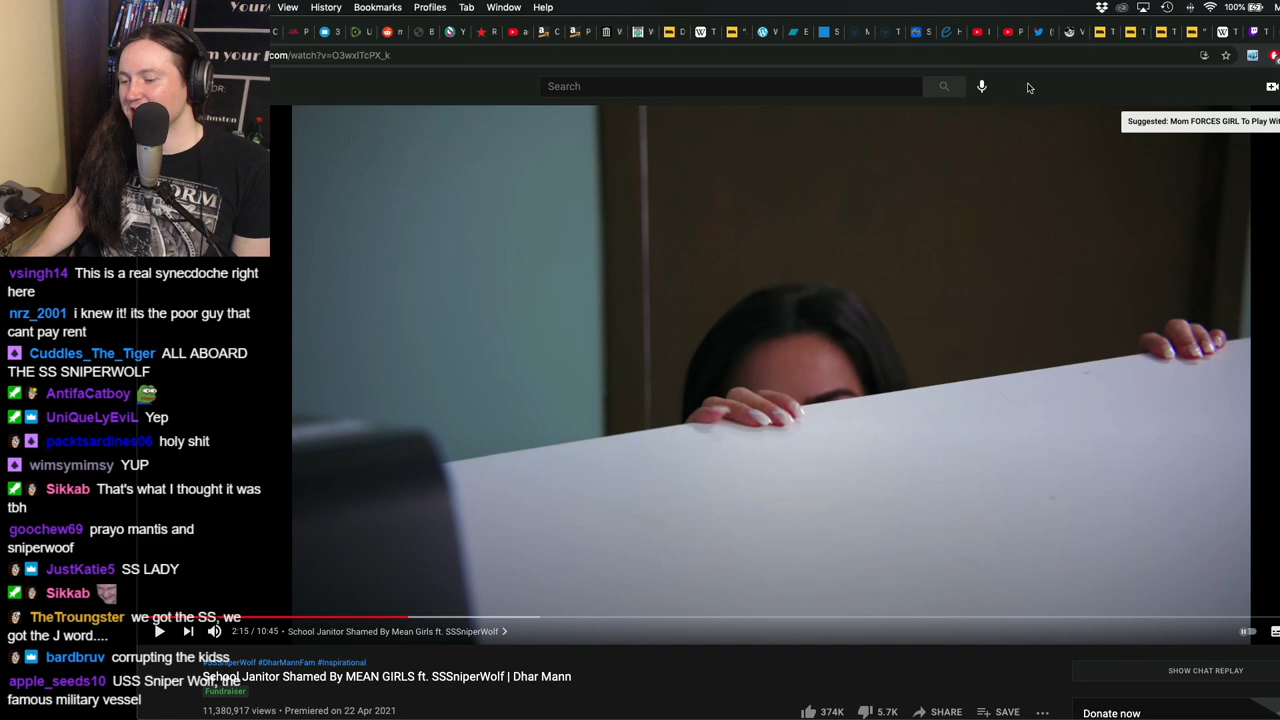 View History Bookmarks Profiles Tab Window Help 100%
com/watch?v=O3wxITcPX_k
Search
Suggested: Mom FORCES GIRL To Play Wit
vsingh14 This is a real synecdoche right
here
nrz_2001 i knew it! its the poor guy that
cant pay rent
Cuddles_The_Tiger ALL ABOARD
THE SS SNIPERWOLF
AntifaCatboy
UniQueLyEviL Yep
packtsardines06 holy shit
wimsymimsy YUP
Sikkab That's what I thought it was
tbh
goochew69 prayo mantis and
sniperwoof
JustKatie5 SS LADY
Sikkab
TheTroungster we got the SS, we
got the J word....
bardbruv corrupting the kidss
apple_seeds10 USS Sniper Wolf, the
famous military vessel
2:15 / 10:45 • School Janitor Shamed By Mean Girls ft. SSSniperWolf
#SSSniperWolf #DharMannFam #Inspirational
School Janitor Shamed By MEAN GIRLS ft. SSSniperWolf | Dhar Mann
Fundraiser
11,380,917 views • Premiered on 22 Apr 2021
374K 5.7K SHARE SAVE
SHOW CHAT REPLAY
Donate now